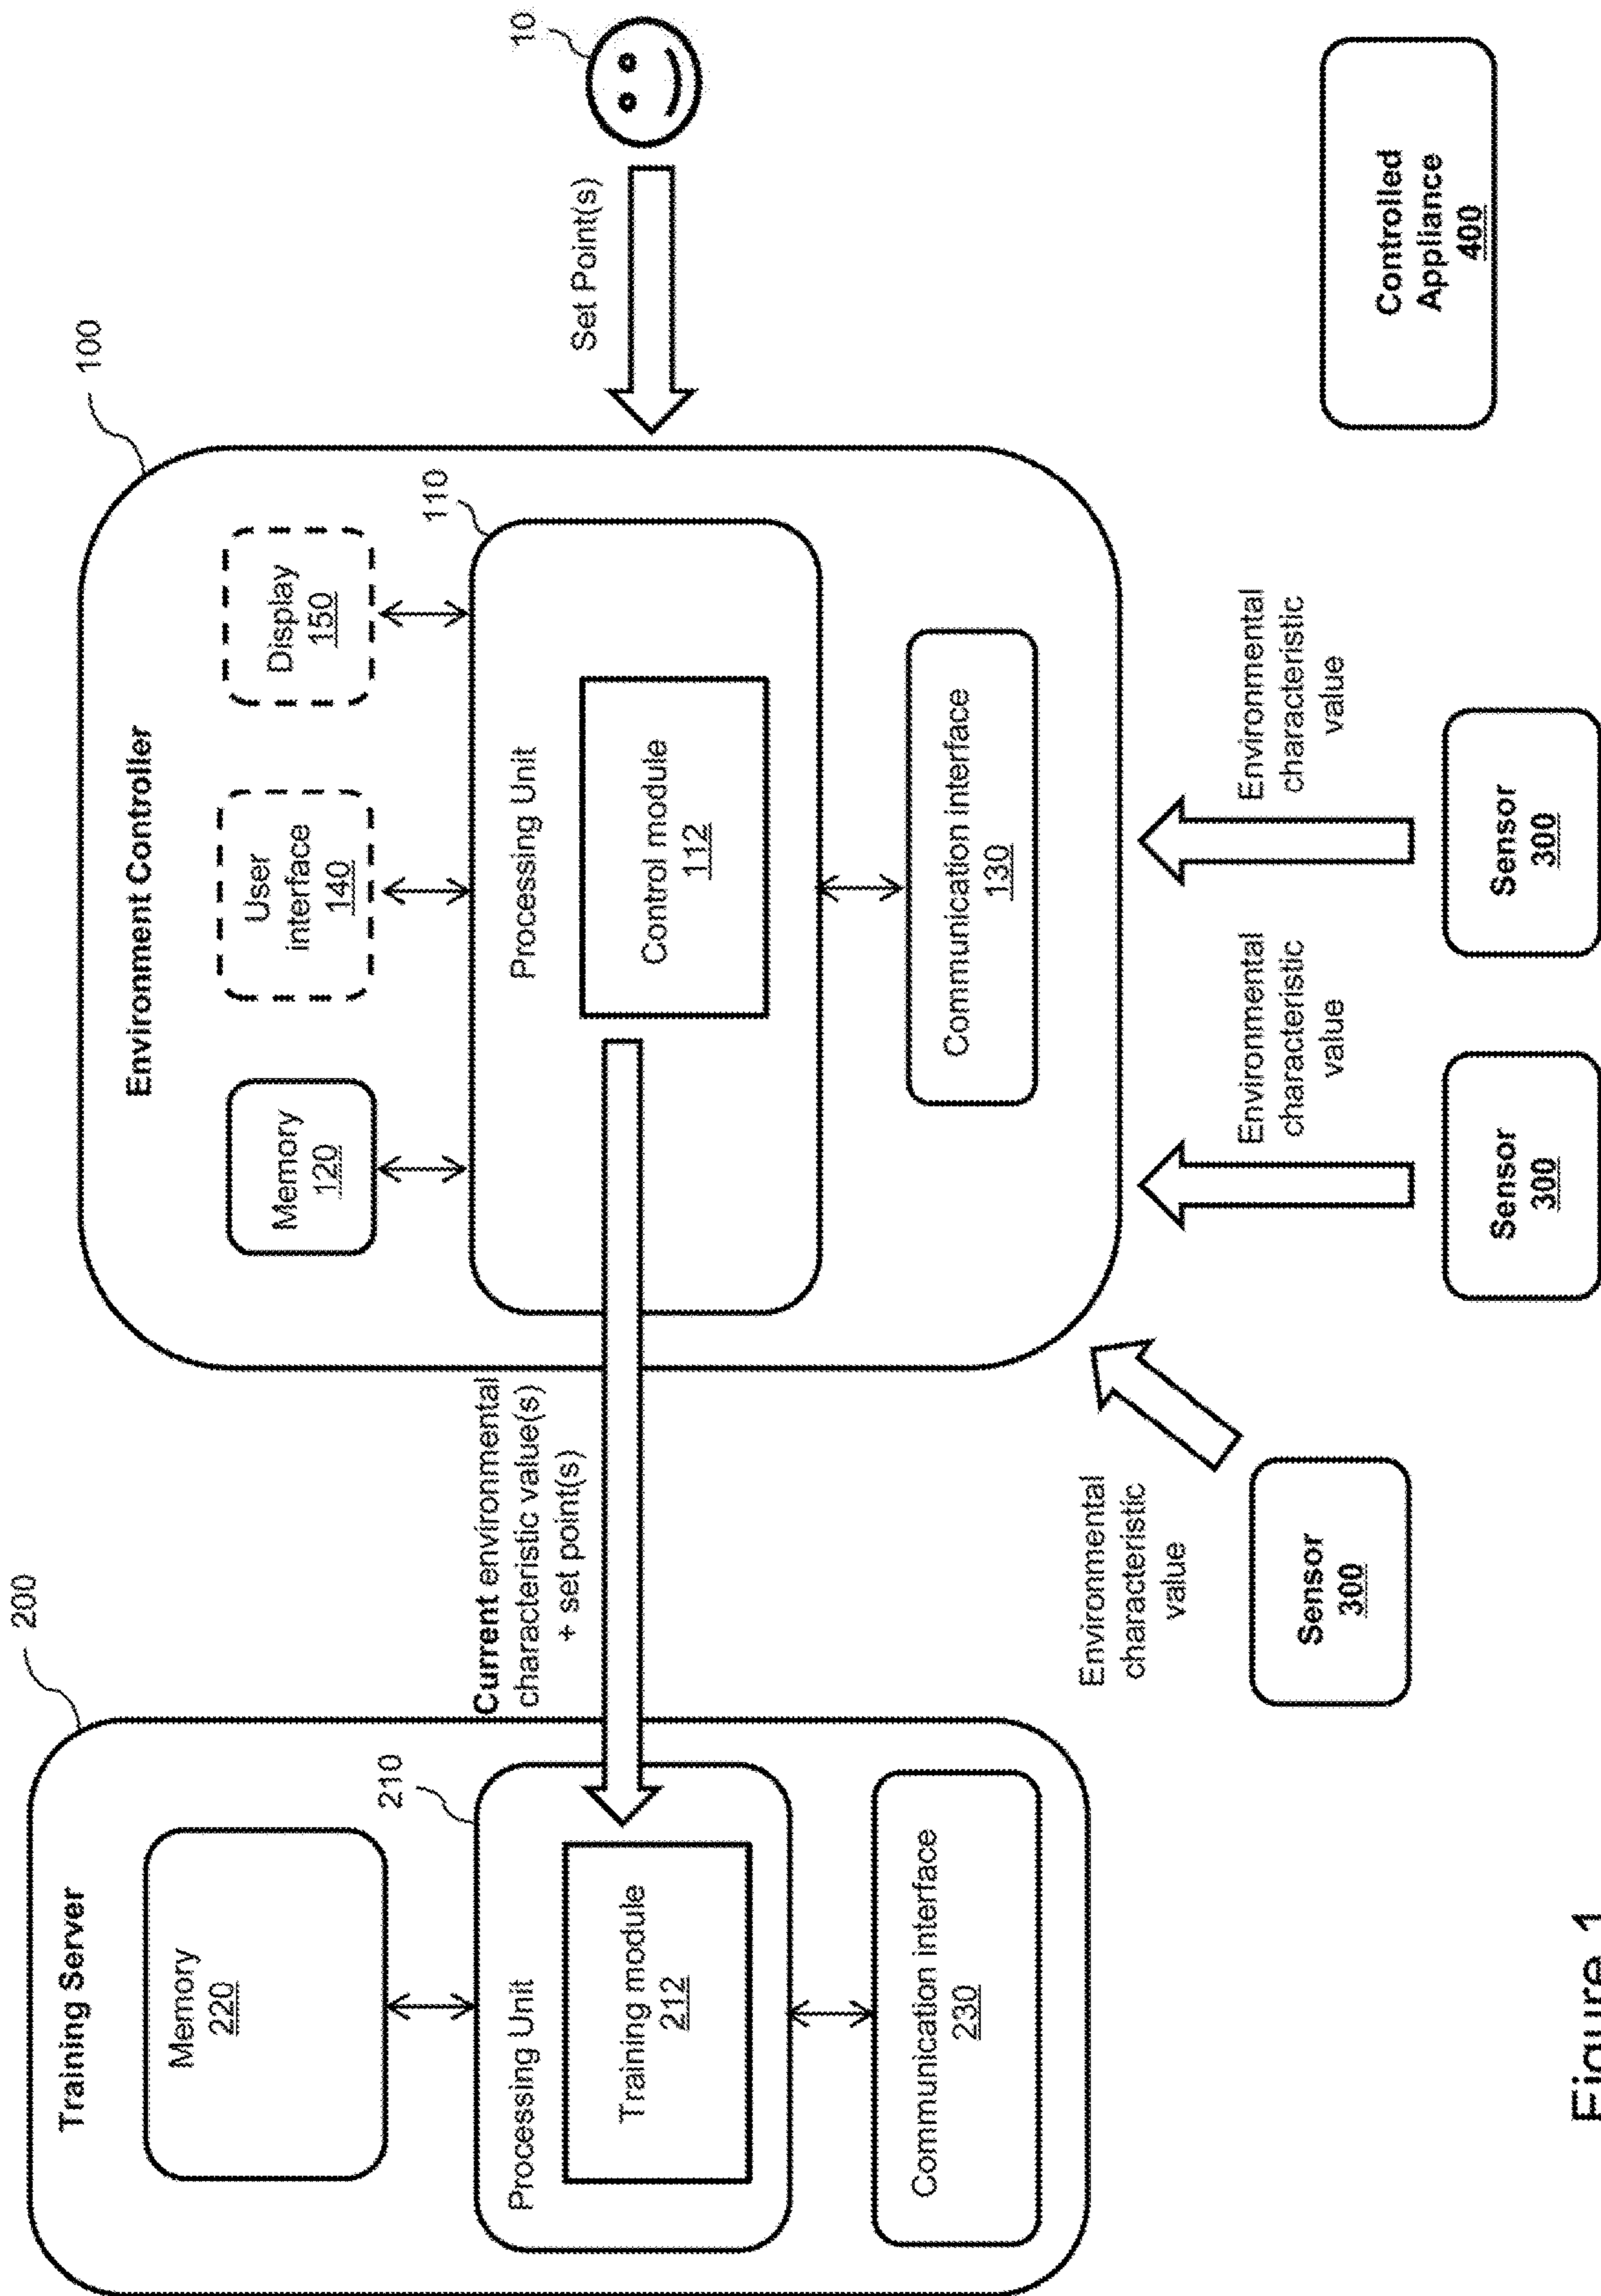 200
Training Server
Memory
220
210
Processing Unit
Training module
212
Communication interface
230
Current environmental
characteristic value(s)
+ set point(s)
100
Environment Controller
Memory
120
User
interface
140
Display
150
110
Processing Unit
Control module
112
Communication interface
130
Set Point(s)
10
Environmental
characteristic
value
Sensor
300
Environmental
characteristic
value
Sensor
300
Environmental
characteristic
value
Sensor
300
Controlled
Appliance
400
Figure 1